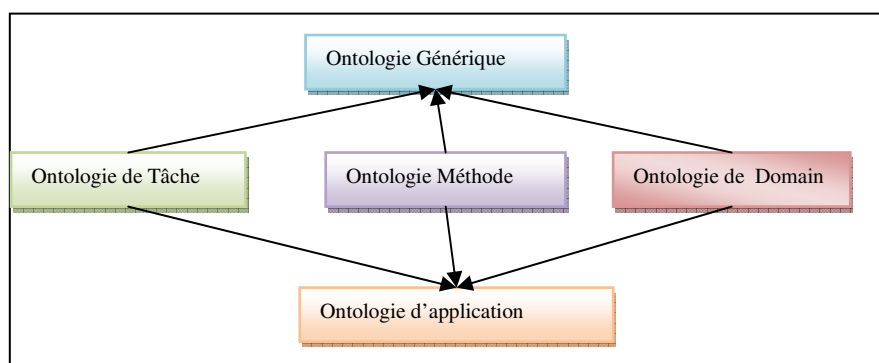 Ontologie Générique
Ontologie de Tâche
Ontologie Méthode
Ontologie de Domain
Ontologie d’application